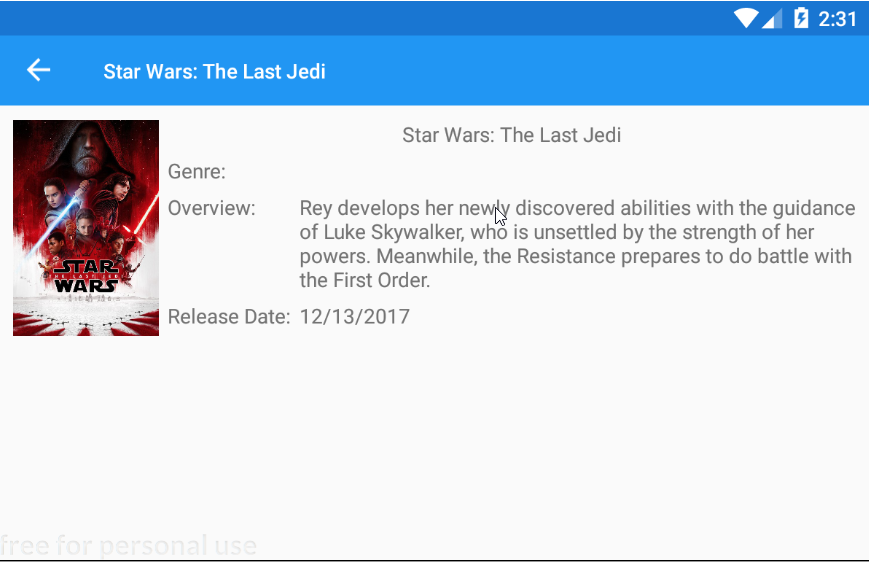 2:31
Star Wars: The Last Jedi
Star Wars: The Last Jedi
Genre:
Overview:
Rey develops her newly discovered abilities with the guidance
of Luke Skywalker, who is unsettled by the strength of her
powers. Meanwhile, the Resistance prepares to do battle with
the First Order.
Release Date: 12/13/2017
STAR
THE LAST JEDI
WARS
free for personal use